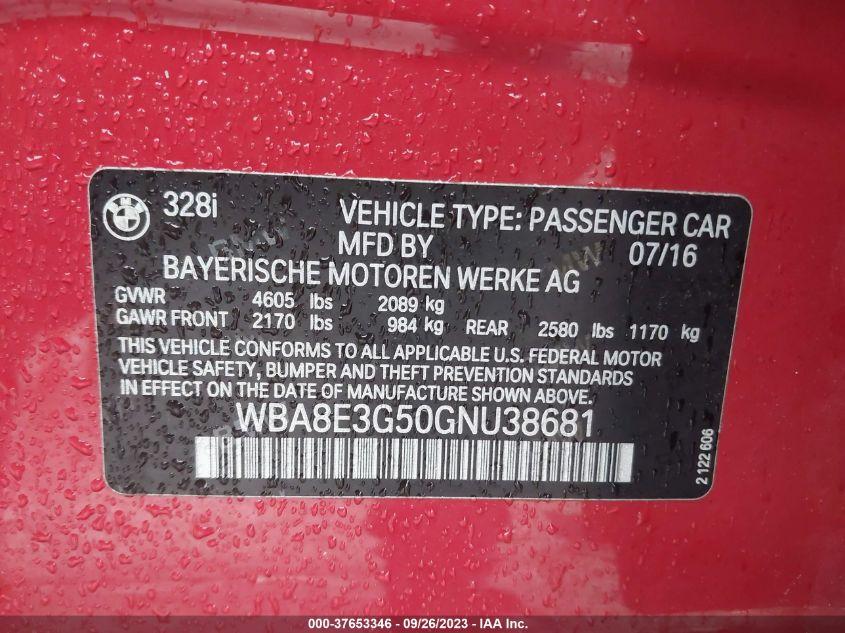 328i VEHICLE TYPE: PASSENGER CAR
MFD BY 07/16
BAYERISCHE MOTOREN WERKE AG
GVWR 4605 lbs 2089 kg
GAWR FRONT 2170 lbs 984 kg REAR 2580 lbs 1170 kg
THIS VEHICLE CONFORMS TO ALL APPLICABLE U.S. FEDERAL MOTOR
VEHICLE SAFETY, BUMPER AND THEFT PREVENTION STANDARDS
IN EFFECT ON THE DATE OF MANUFACTURE SHOWN ABOVE.
WBA8E3G50GNU38681
2 122 606
000-37653346 - 09/26/2023 - IAA Inc.